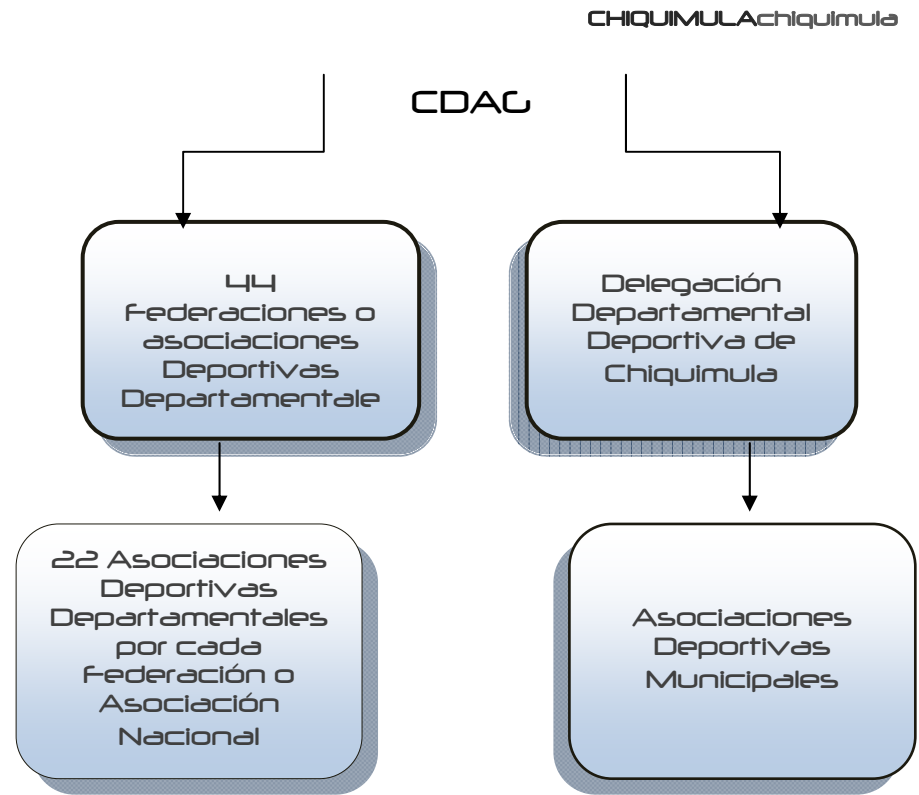 CHIQUIMULAchiquimula
CDAG
44
Federaciones o
asociaciones
Deportivas
Departamentale
Delegación
Departamental
Deportiva de
Chiquimula
22 Asociaciones
Deportivas
Departamentales
por cada
Federación o
Asociación
Nacional
Asociaciones
Deportivas
Municipales